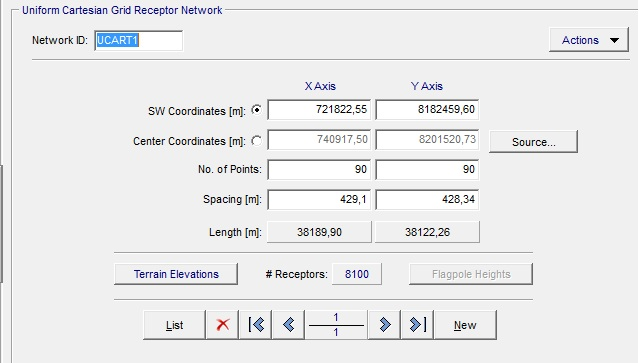 Uniform Cartesian Grid Receptor Network
Network ID: UCART1 Actions
X Axis Y Axis
SW Coordinates [m]: 721822,55 8182459,60
Center Coordinates [m]: 740917,50 8201520,73 Source...
No. of Points: 90 90
Spacing [m]: 429,1 428,34
Length [m]: 38189,90 38122,26
Terrain Elevations # Receptors: 8100 Flagpole Heights
List 1 New
1